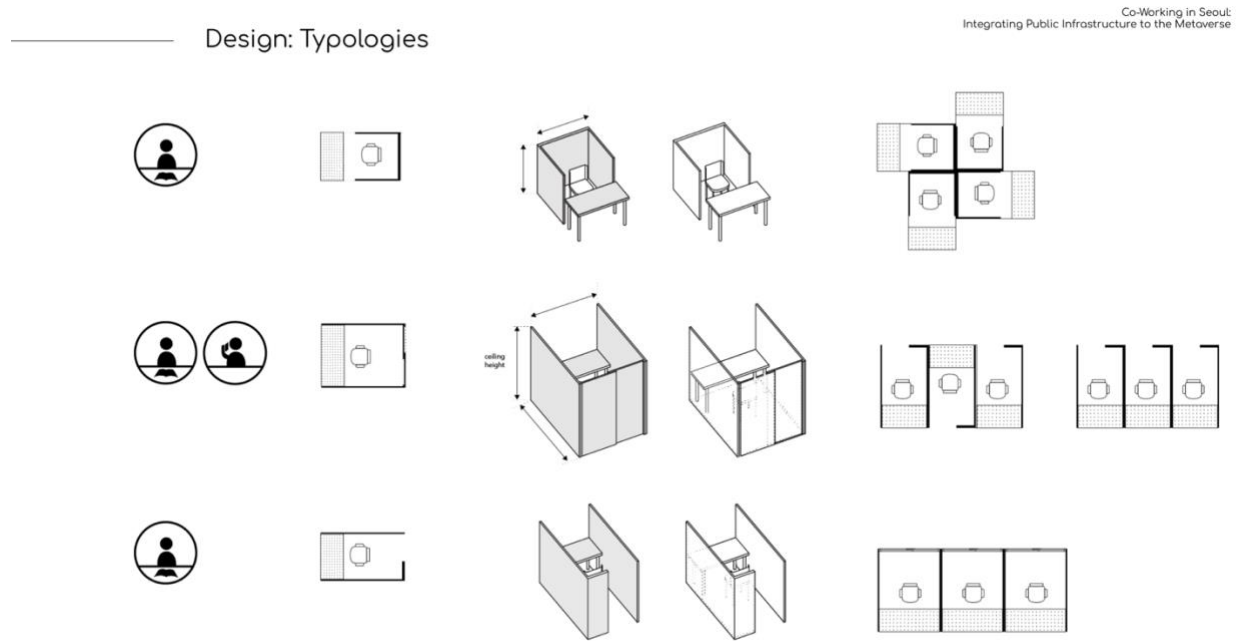 Co-Working in Seoul:
Integrating Public Infrastructure to the Metaverse
Design: Typologies
ceiling
height